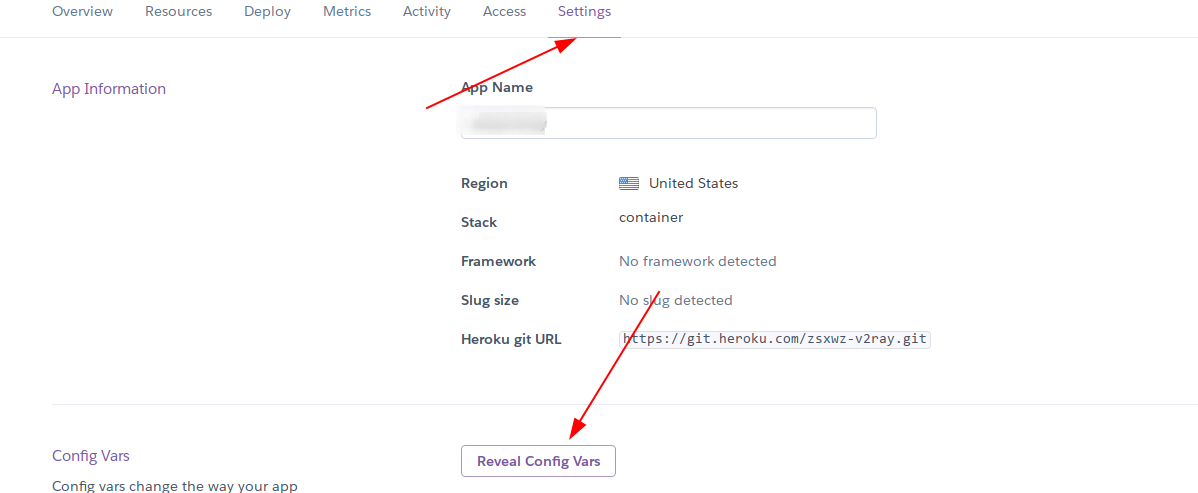 Overview Resources Deploy Metrics Activity Access Settings
App Information
App Name
Region United States
Stack container
Framework No framework detected
Slug size No slug detected
Heroku git URL https://git.heroku.com/zsxwz-v2ray.git
Config Vars
Reveal Config Vars
Config vars change the way your app